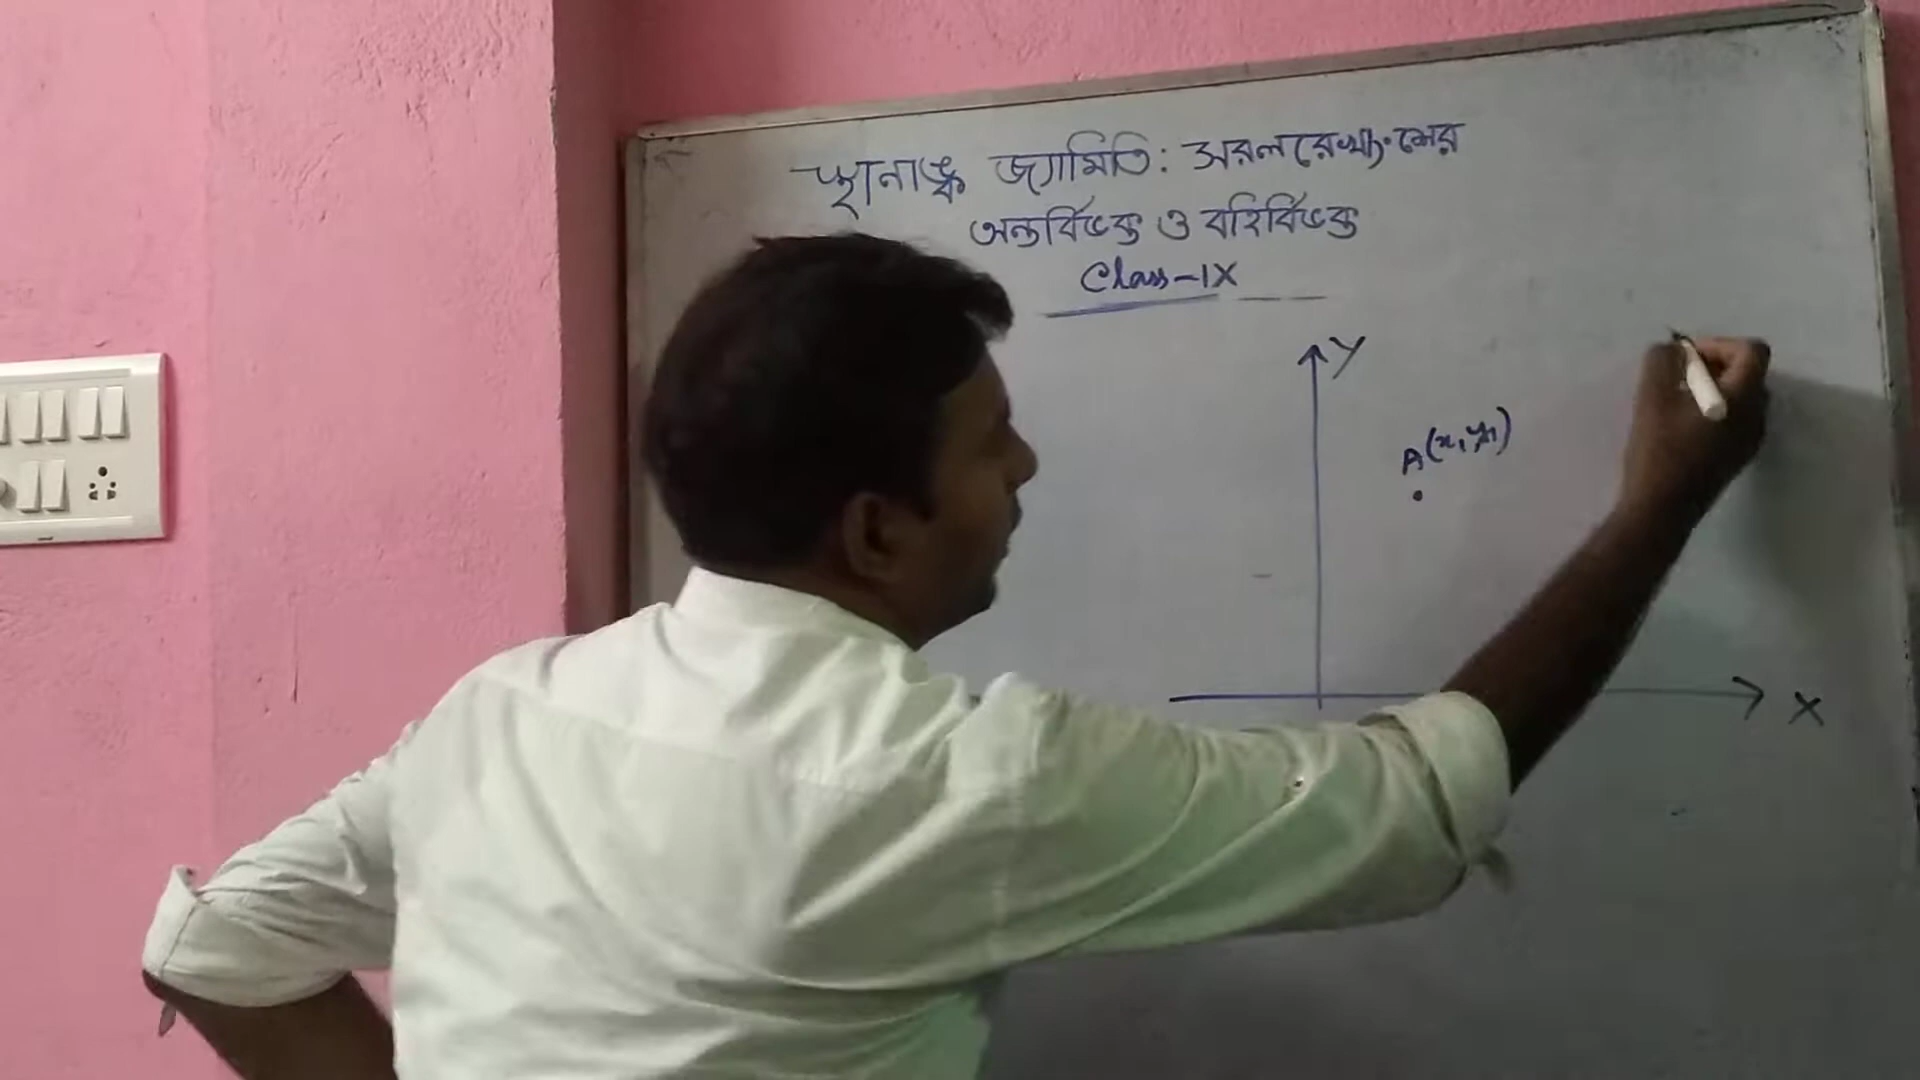 স্থানাঙ্ক জ্যামিতি: সরলরেখাংশের
অন্তর্বিভক্ত ও বহির্বিভক্ত
Class-IX
Y
A(x₁,y₁)
X